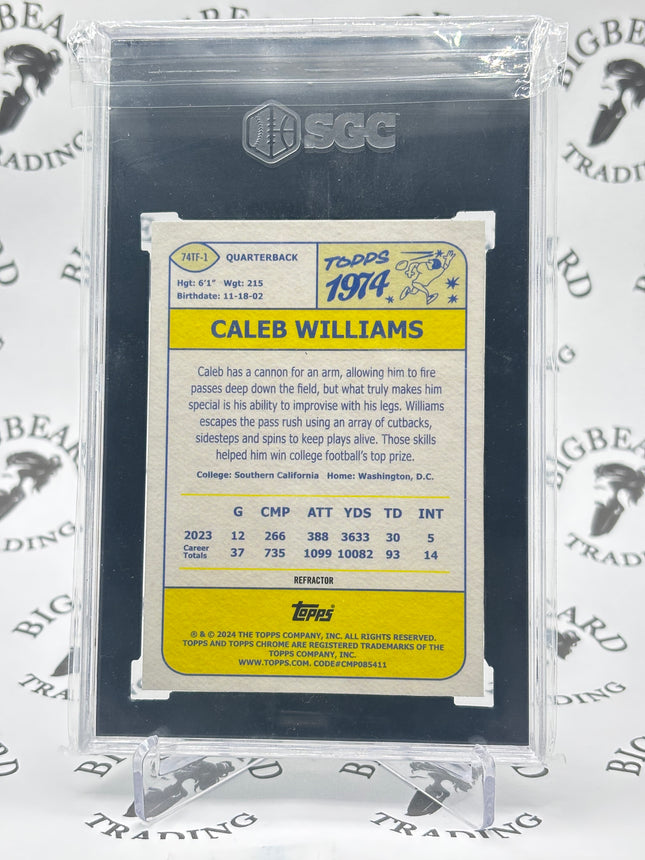 SGC
74TF-1
QUARTERBACK
Hgt: 6'1" Wgt: 215
Birthdate: 11-18-02
TOPPS
1974
CALEB WILLIAMS
Caleb has a cannon for an arm, allowing him to fire
passes deep down the field, but what truly makes him
special is his ability to improvise with his legs. Williams
escapes the pass rush using an array of cutbacks,
sidesteps and spins to keep plays alive. Those skills
helped him win college football's top prize.
College: Southern California Home: Washington, D.C.
G CMP ATT YDS TD INT
2023 12 266 388 3633 30 5
Career
Totals 37 735 1099 10082 93 14
REFRACTOR
topps®
® & © 2024 THE TOPPS COMPANY, INC. ALL RIGHTS RESERVED.
TOPPS AND TOPPS CHROME ARE REGISTERED TRADEMARKS OF THE
TOPPS COMPANY, INC.
WWW.TOPPS.COM. CODE#CMP085411
BIGBEARD
TRADING